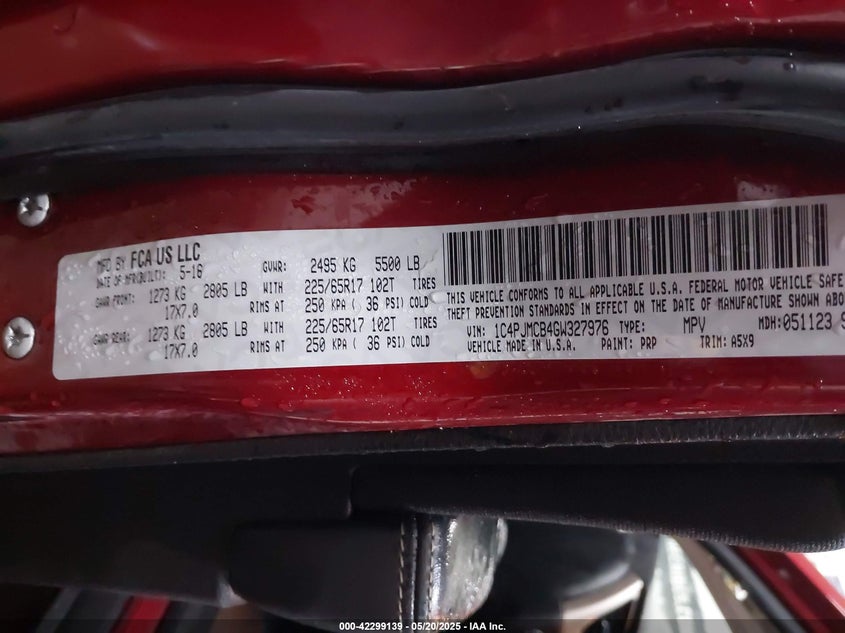 MFD BY FCA US LLC
DATE OF MFR(BUILT): 5-16 GVWR: 2495 KG 5500 LB
GAWR FRONT: 1273 KG 2805 LB WITH 225/65R17 102T TIRES
17X7.0 RIMS AT 250 KPA ( 36 PSI) COLD
GAWR REAR: 1273 KG 2805 LB WITH 225/65R17 102T TIRES
17X7.0 RIMS AT 250 KPA ( 36 PSI) COLD
THIS VEHICLE CONFORMS TO ALL APPLICABLE U.S.A. FEDERAL MOTOR VEHICLE SAFE
THEFT PREVENTION STANDARDS IN EFFECT ON THE DATE OF MANUFACTURE SHOWN ABO
VIN: 1C4PJMCB4GW327976 TYPE: MPV MDH: 051123
VEHICLE MADE IN U.S.A. PAINT: PRP TRIM: A5X9
000-42299139 - 05/20/2025 - IAA Inc.